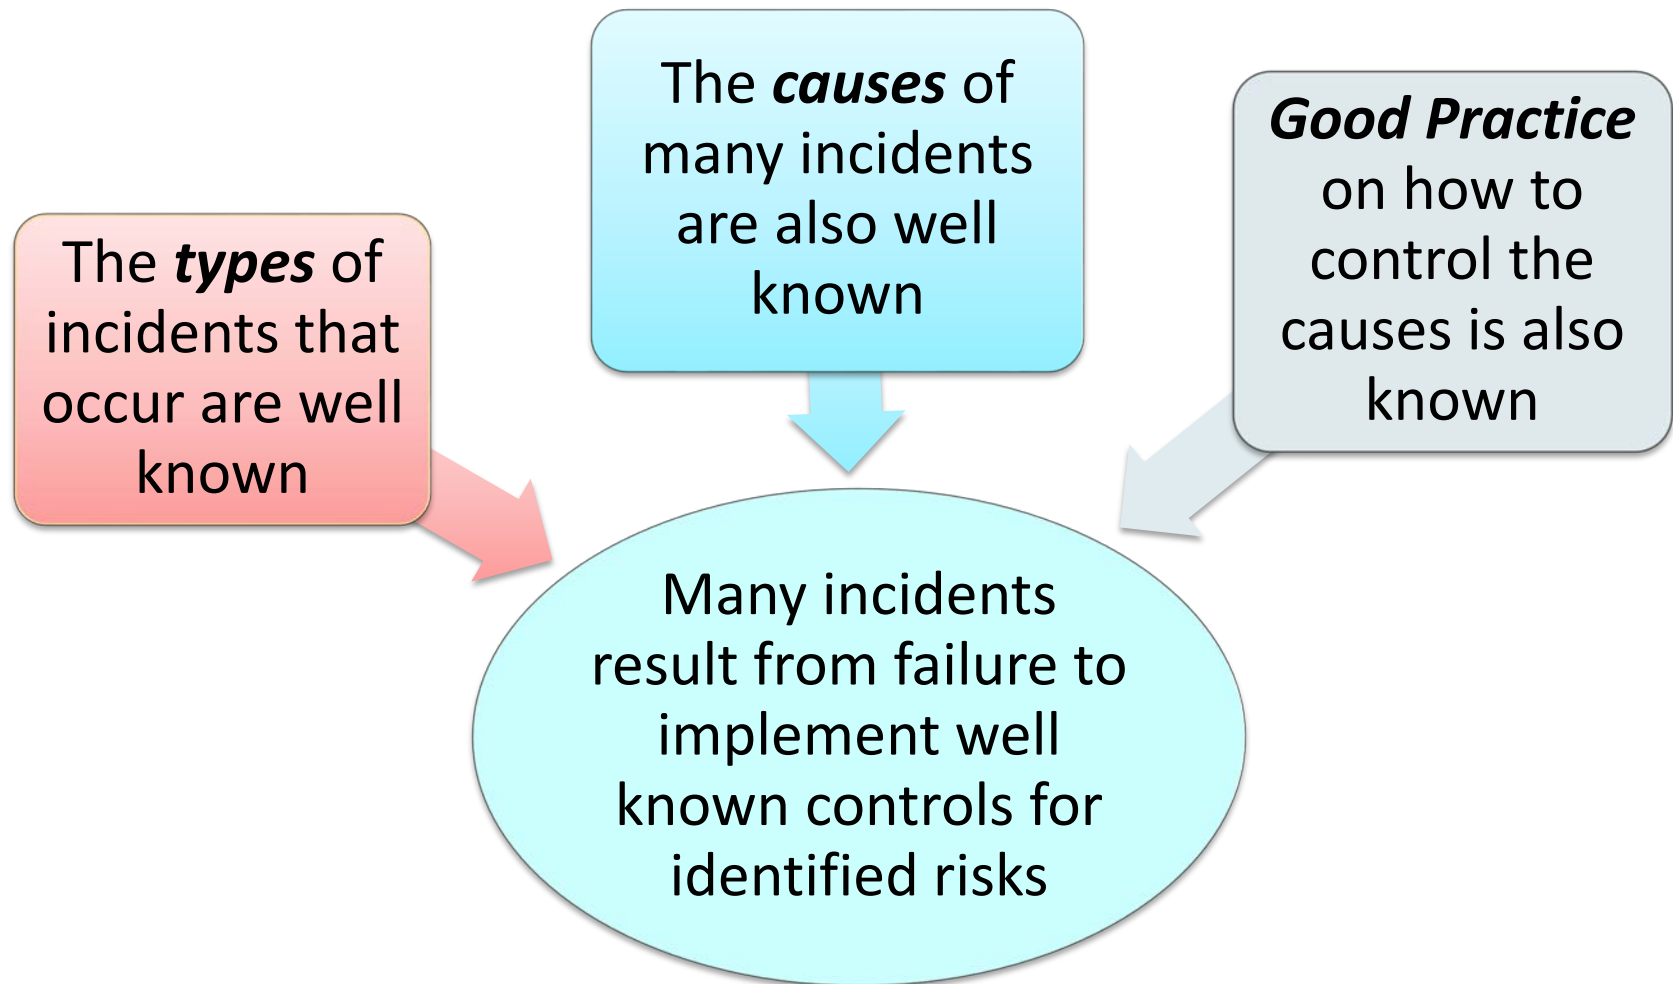 The types of
incidents that
occur are well
known
The causes of
many incidents
are also well
known
Good Practice
on how to
control the
causes is also
known
Many incidents
result from failure to
implement well
known controls for
identified risks